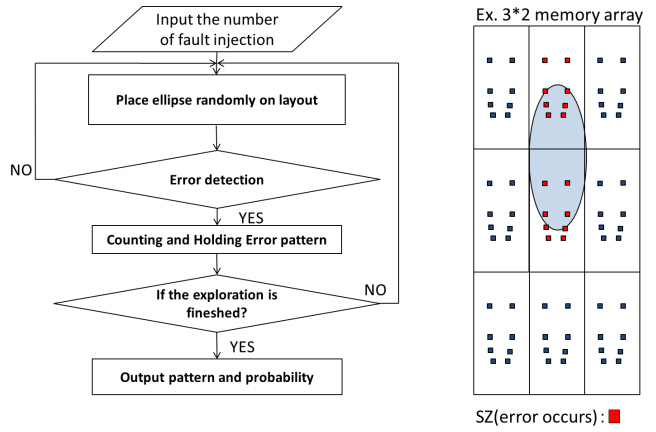 Input the number
of fault injection
Place ellipse randomly on layout
NO
Error detection
YES
Counting and Holding Error pattern
NO
If the exploration is
fineshed?
YES
Output pattern and probability
Ex. 3*2 memory array
SZ(error occurs) :